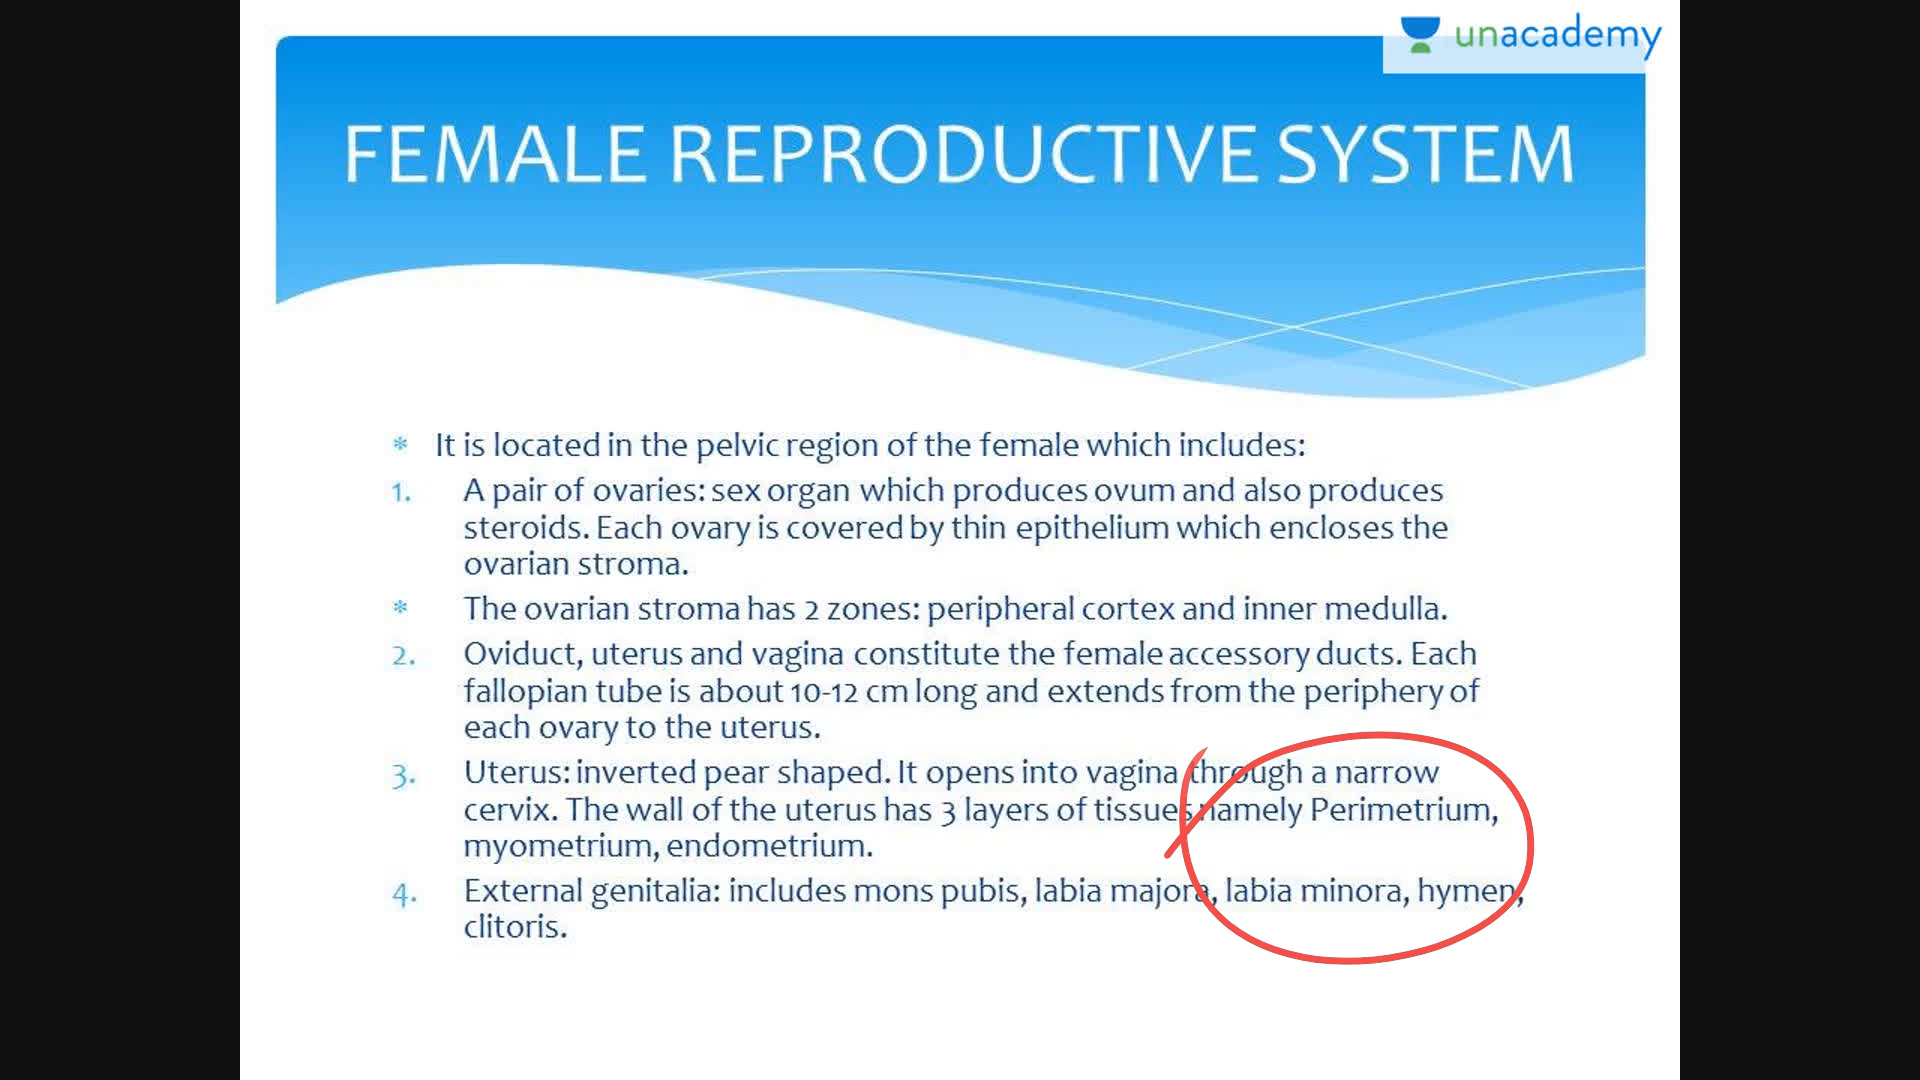 unacademy
FEMALE REPRODUCTIVE SYSTEM
* It is located in the pelvic region of the female which includes:
1. A pair of ovaries: sex organ which produces ovum and also produces
steroids. Each ovary is covered by thin epithelium which encloses the
ovarian stroma.
* The ovarian stroma has 2 zones: peripheral cortex and inner medulla.
2. Oviduct, uterus and vagina constitute the female accessory ducts. Each
fallopian tube is about 10-12 cm long and extends from the periphery of
each ovary to the uterus.
3. Uterus: inverted pear shaped. It opens into vagina through a narrow
cervix. The wall of the uterus has 3 layers of tissues namely Perimetrium,
myometrium, endometrium.
4. External genitalia: includes mons pubis, labia majora, labia minora, hymen,
clitoris.